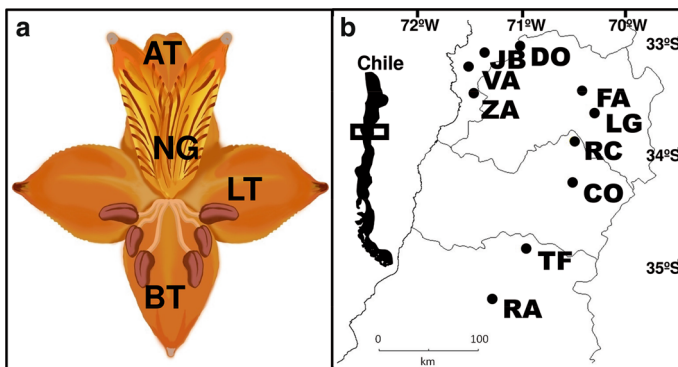 a
AT
NG
LT
BT
b
72ºW 71ºW 70ºW
Chile
33ºS
JB DO
VA
ZA
FA
LG
RC
34ºS
CO
TF
35ºS
RA
0 100
km